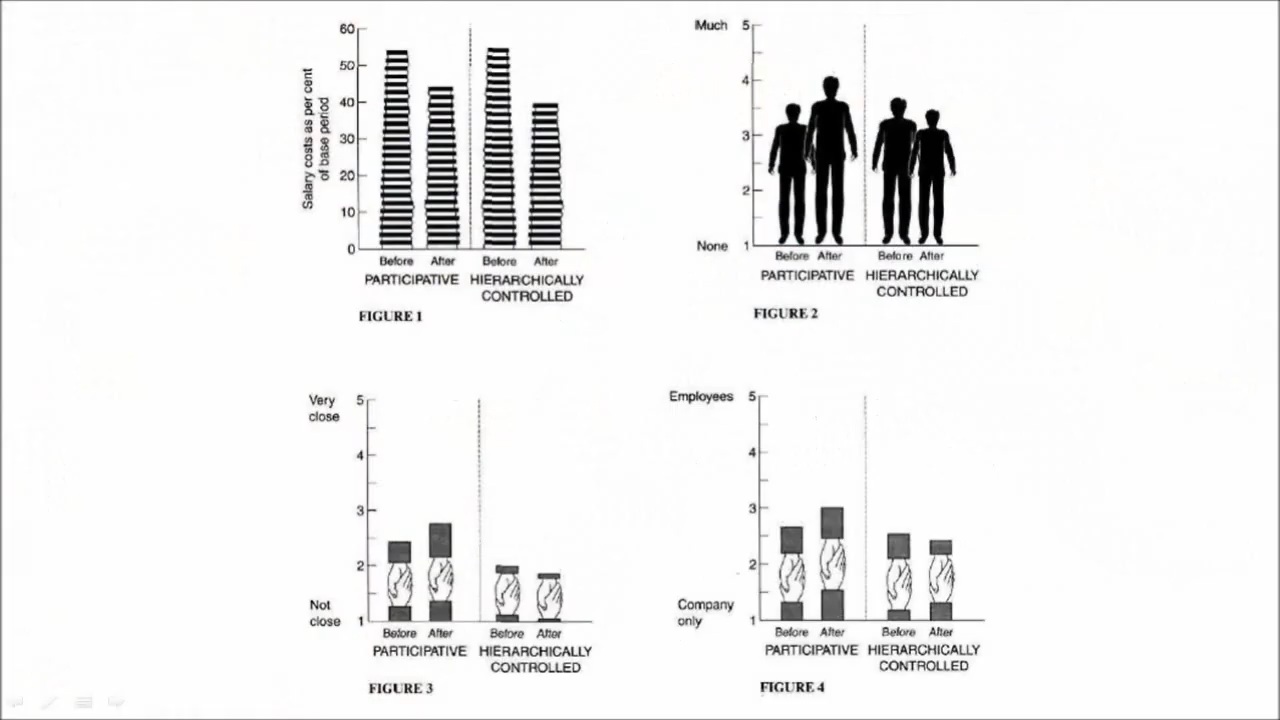 60
50
40
30
20
10
0
Salary costs as per cent
of base period
Before After Before After
PARTICIPATIVE HIERARCHICALLY
CONTROLLED
FIGURE 1
Much 5
4
3
2
None 1
Before After Before After
PARTICIPATIVE HIERARCHICALLY
CONTROLLED
FIGURE 2
Very 5
close
4
3
2
Not
close 1
Before After Before After
PARTICIPATIVE HIERARCHICALLY
CONTROLLED
FIGURE 3
Employees 5
4
3
2
Company
only 1
Before After Before After
PARTICIPATIVE HIERARCHICALLY
CONTROLLED
FIGURE 4